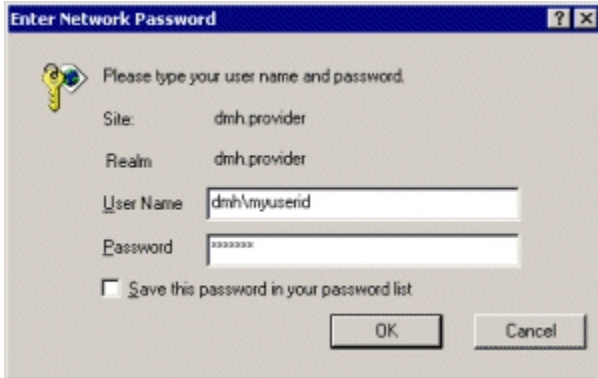 Enter Network Password
Please type your user name and password.
Site: dmh.provider
Realm dmh.provider
User Name dmh\myuserid
Password *******
Save this password in your password list
OK Cancel